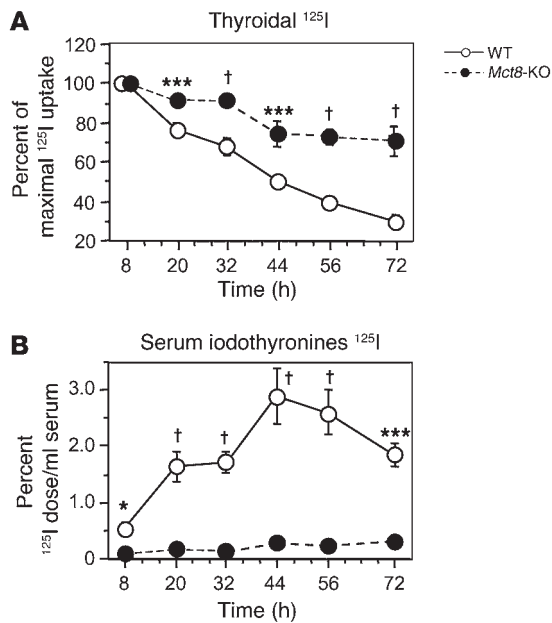 A
Thyroidal ¹²⁵I
WT
Mct8-KO
Percent of
maximal ¹²⁵I uptake
120
100
80
60
40
20
***
†
***
†
†
8 20 32 44 56 72
Time (h)
B
Serum iodothyronines ¹²⁵I
Percent
¹²⁵I dose/ml serum
3.0
2.0
1.0
0
*
†
†
†
†
***
8 20 32 44 56 72
Time (h)